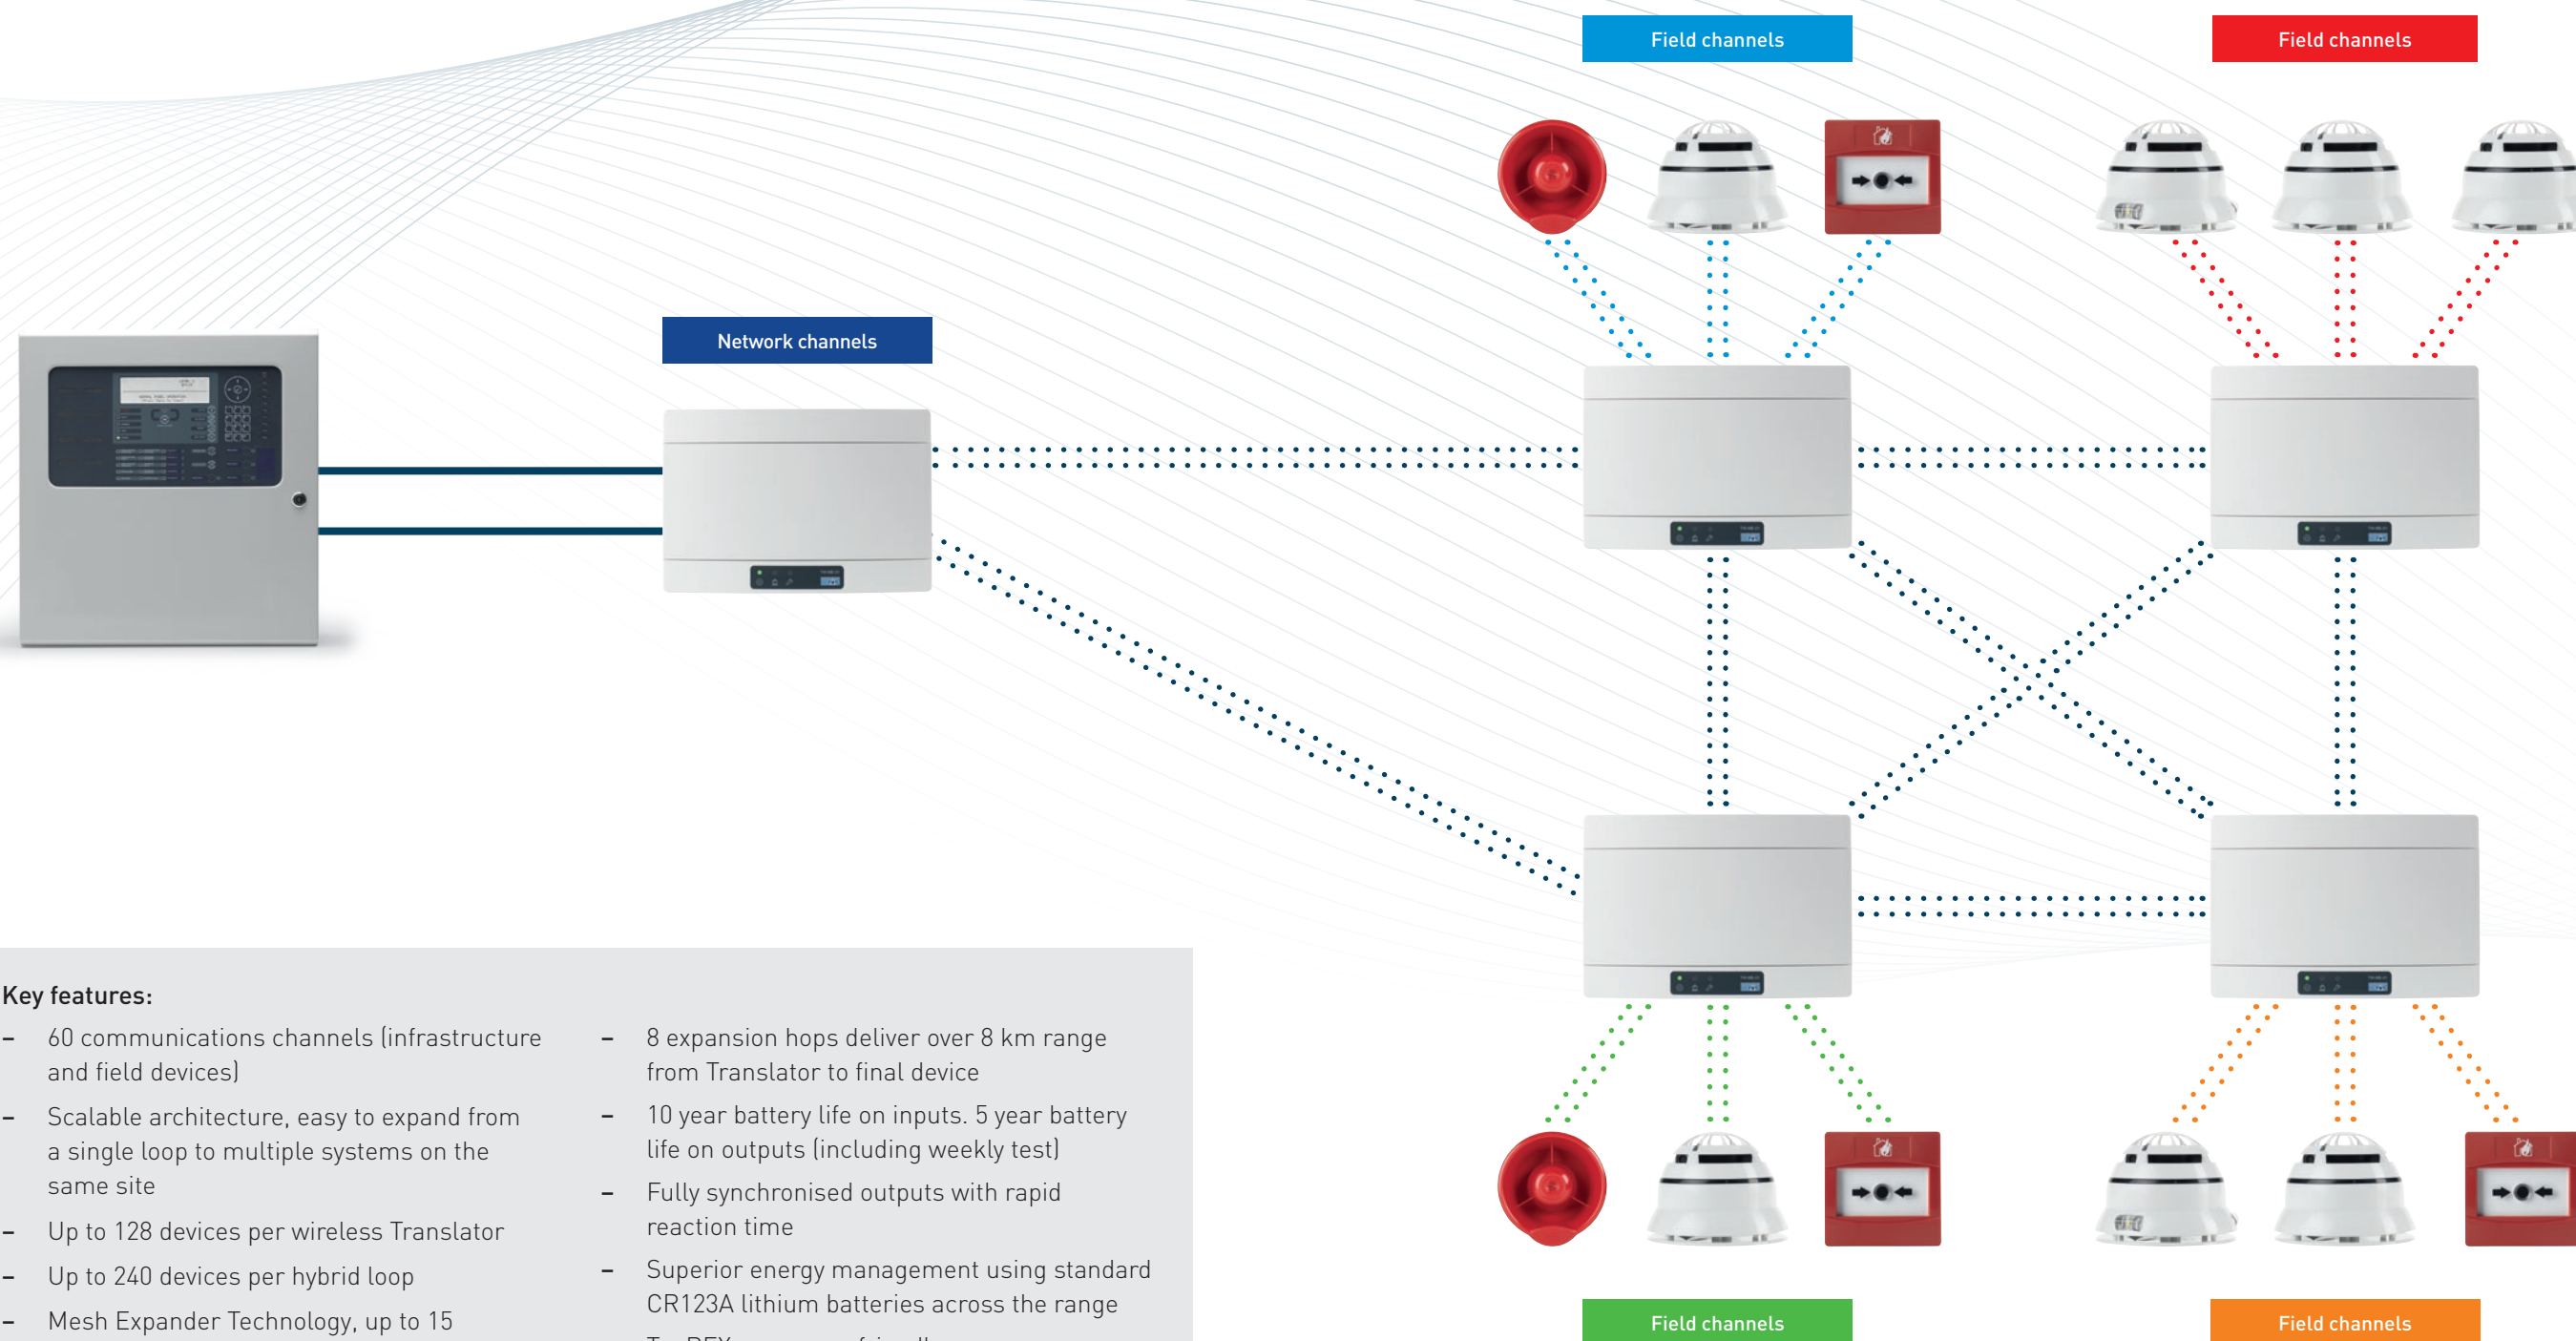 Field channels
Field channels
Network channels
Key features:
– 60 communications channels (infrastructure
and field devices)
– Scalable architecture, easy to expand from
a single loop to multiple systems on the
same site
– Up to 128 devices per wireless Translator
– Up to 240 devices per hybrid loop
– Mesh Expander Technology, up to 15
– 8 expansion hops deliver over 8 km range
from Translator to final device
– 10 year battery life on inputs. 5 year battery
life on outputs (including weekly test)
– Fully synchronised outputs with rapid
reaction time
– Superior energy management using standard
CR123A lithium batteries across the range
Field channels
Field channels